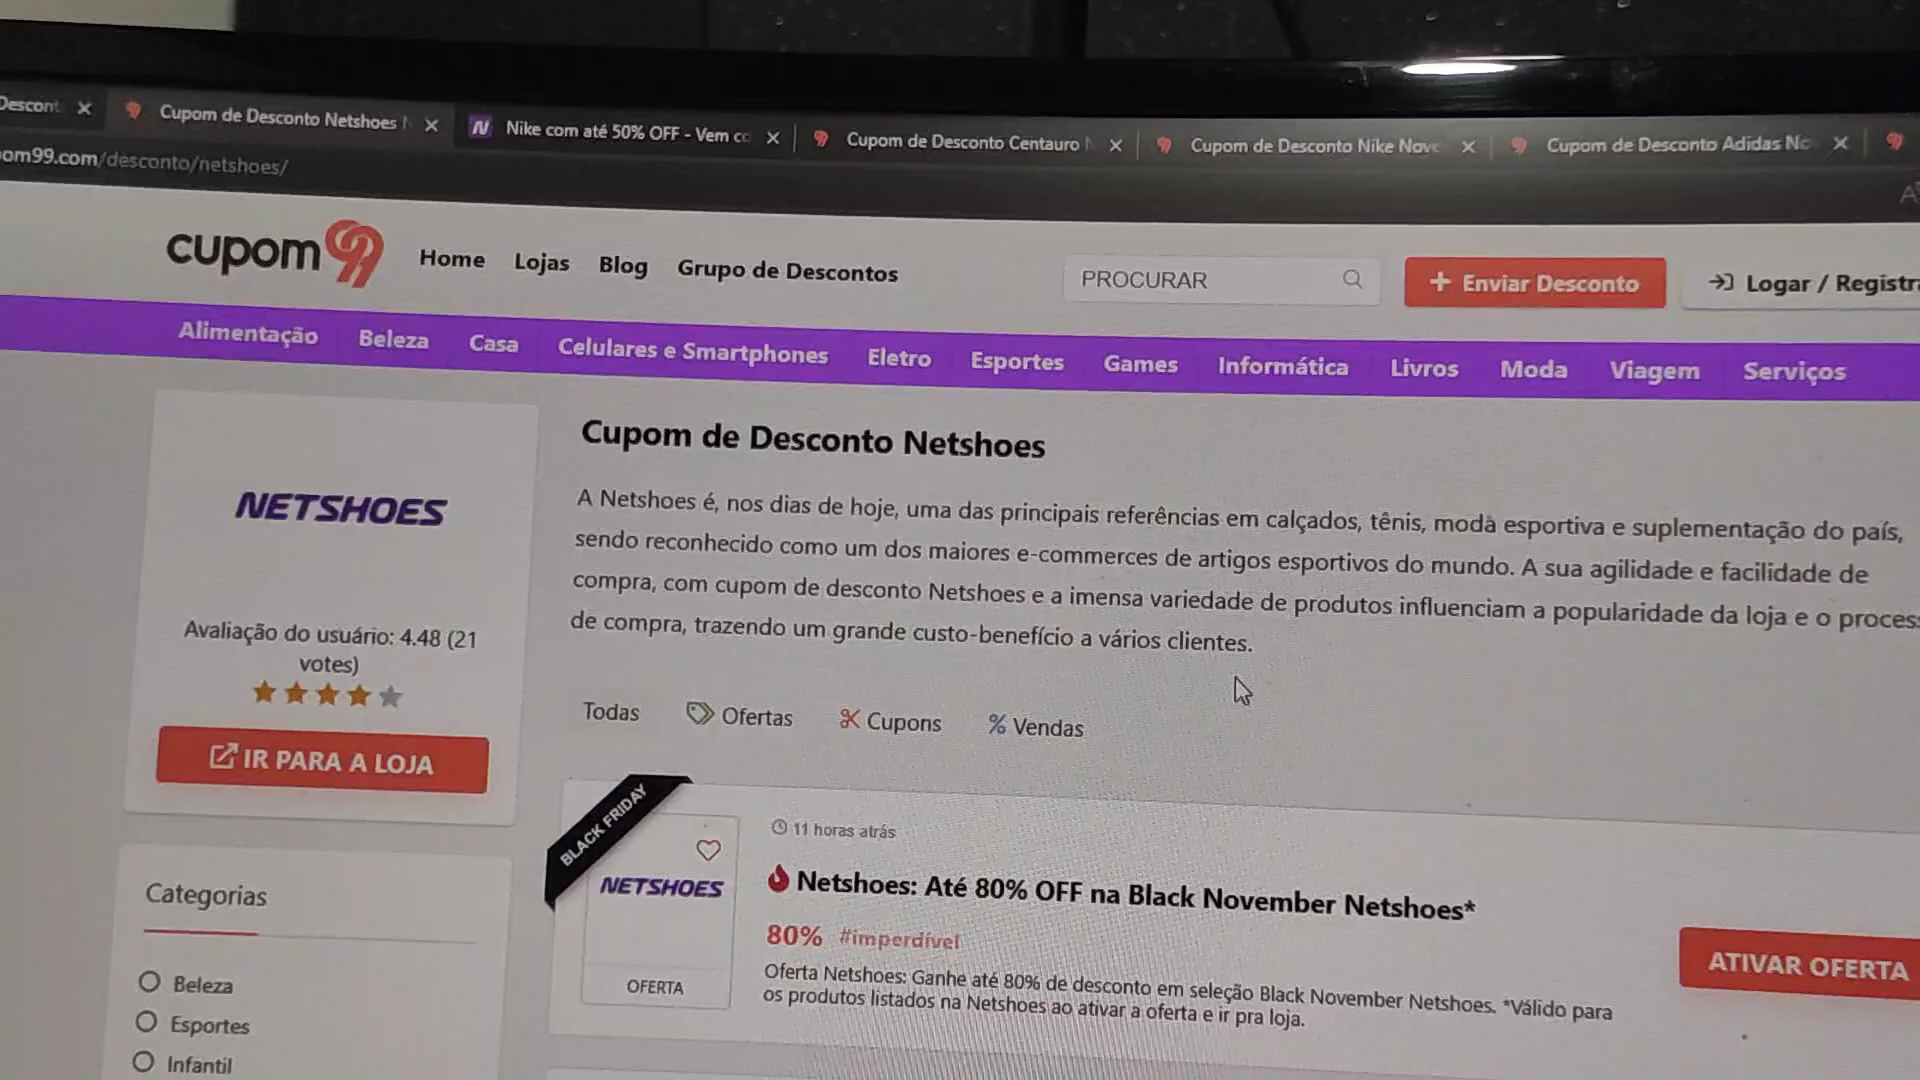 Descont
Cupom de Desconto Netshoes
Nike com até 50% OFF - Vem co
Cupom de Desconto Centauro
Cupom de Desconto Nike Nove
Cupom de Desconto Adidas No
om99.com/desconto/netshoes/
cupom99
Home
Lojas
Blog
Grupo de Descontos
PROCURAR
+ Enviar Desconto
Logar / Registra
Alimentação
Beleza
Casa
Celulares e Smartphones
Eletro
Esportes
Games
Informática
Livros
Moda
Viagem
Serviços
NETSHOES
Avaliação do usuário: 4.48 (21
votes)
IR PARA A LOJA
Categorias
Beleza
Esportes
Infantil
Cupom de Desconto Netshoes
A Netshoes é, nos dias de hoje, uma das principais referências em calçados, tênis, moda esportiva e suplementação do país,
sendo reconhecido como um dos maiores e-commerces de artigos esportivos do mundo. A sua agilidade e facilidade de
compra, com cupom de desconto Netshoes e a imensa variedade de produtos influenciam a popularidade da loja e o process
de compra, trazendo um grande custo-benefício a vários clientes.
Todas
Ofertas
Cupons
% Vendas
BLACK FRIDAY
NETSHOES
OFERTA
11 horas atrás
Netshoes: Até 80% OFF na Black November Netshoes*
80% #imperdível
Oferta Netshoes: Ganhe até 80% de desconto em seleção Black November Netshoes. *Válido para
os produtos listados na Netshoes ao ativar a oferta e ir pra loja.
ATIVAR OFERTA